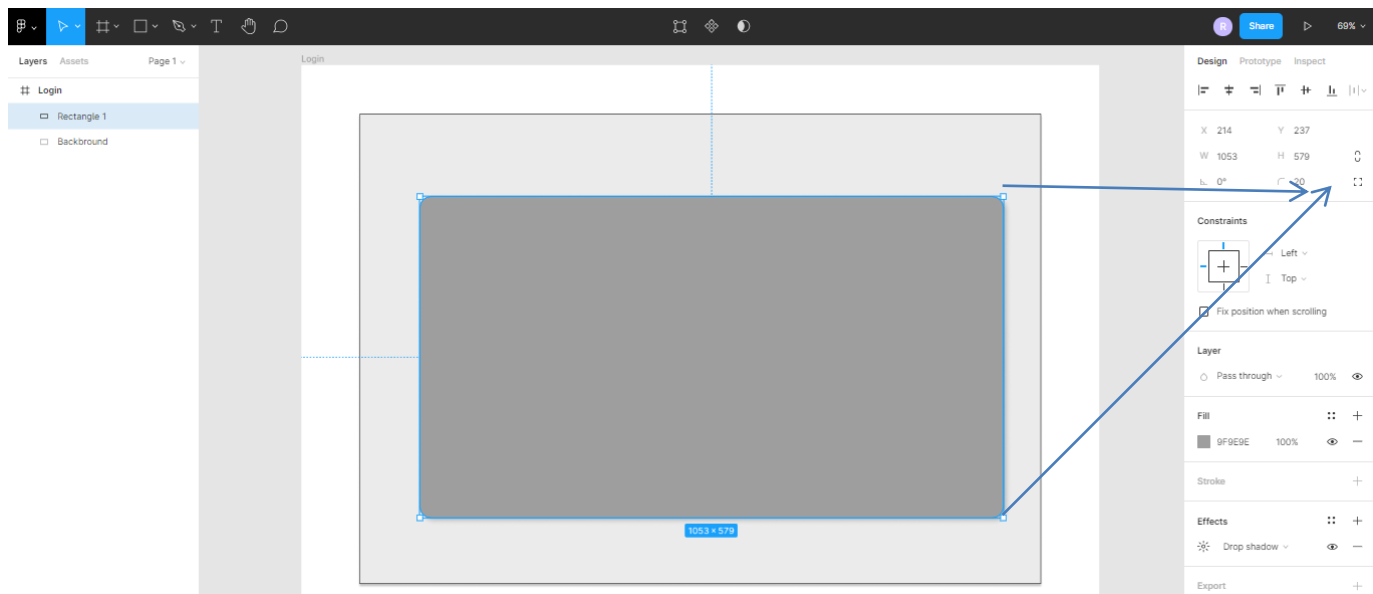 T R Share 69%
Layers Assets Page 1 Login Design Prototype Inspect
Login
Rectangle 1
Backbround
X 214 Y 237
W 1053 H 579
0° 20
Constraints
Left
Top
Fix position when scrolling
Layer
Pass through 100%
Fill
9F9E9E 100%
Stroke
1053 × 579
Effects
Drop shadow
Export